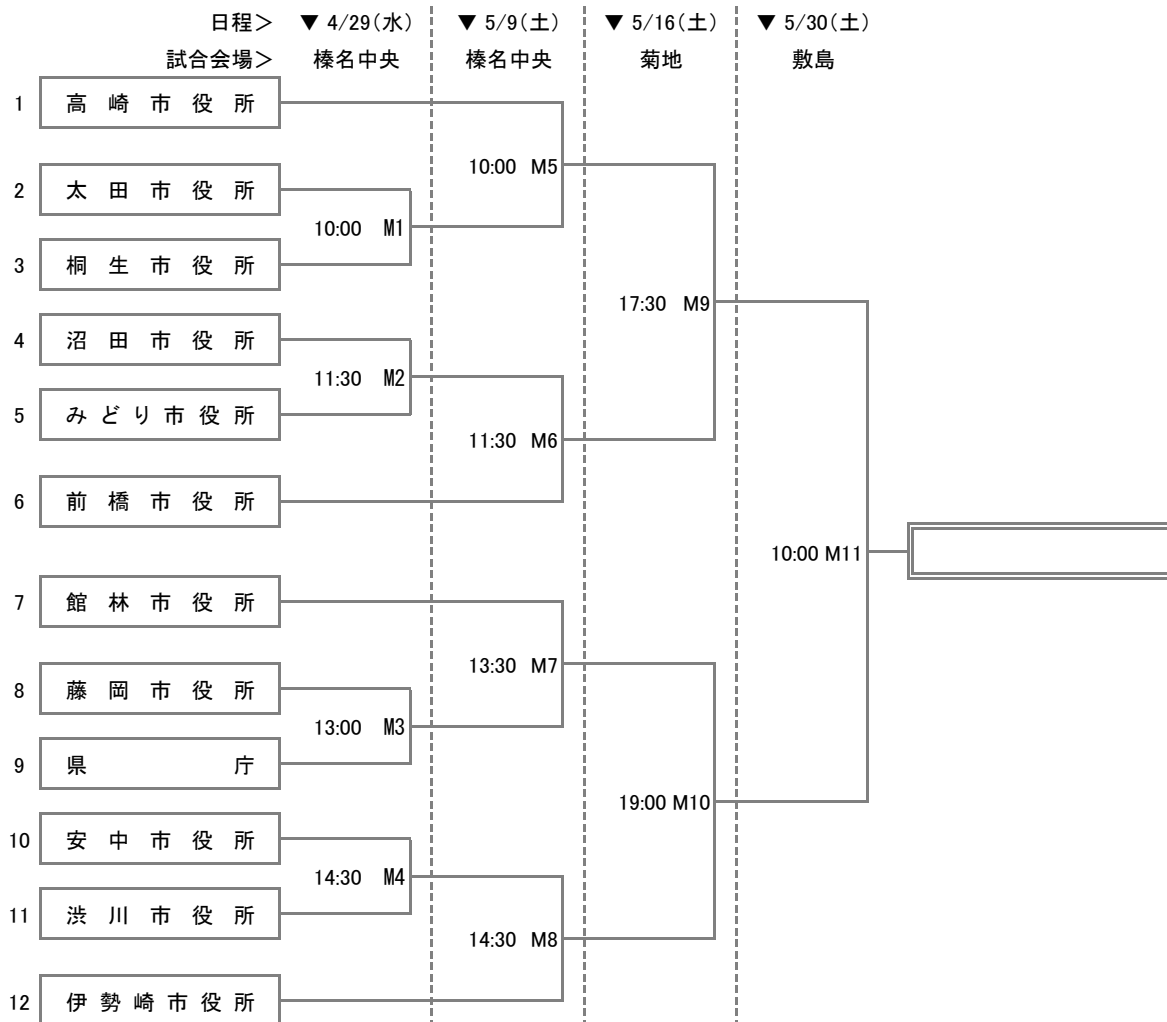 日程＞ ▼ 4/29(水) ▼ 5/9(土) ▼ 5/16(土) ▼ 5/30(土)
試合会場＞ 榛名中央 榛名中央 菊地 敷島
1 高崎市役所
10:00 M5
2 太田市役所
10:00 M1
3 桐生市役所
17:30 M9
4 沼田市役所
11:30 M2
5 みどり市役所
11:30 M6
6 前橋市役所
10:00 M11
7 館林市役所
13:30 M7
8 藤岡市役所
13:00 M3
9 県庁
19:00 M10
10 安中市役所
14:30 M4
11 渋川市役所
14:30 M8
12 伊勢崎市役所